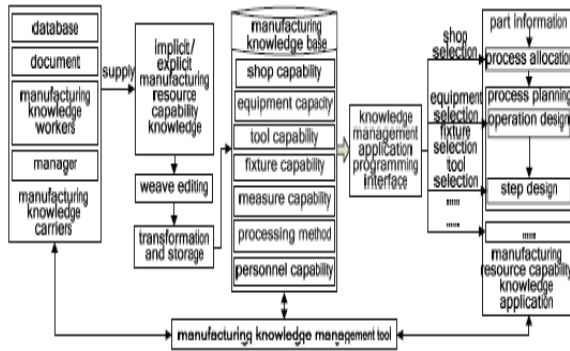 database
document
manufacturing
knowledge
workers
manager
manufacturing
knowledge
carriers
supply
implicit/
explicit
manufacturing
resource
capability
knowledge
weave editing
transformation
and storage
manufacturing
knowledge base
shop capability
equipment capacity
tool capability
fixture capability
measure capability
processing method
personnel capability
knowledge
management
application
programming
interface
shop
selection
equipment
selection
fixture
selection
tool
selection
......
part information
process allocation
process planning
operation design
step design
......
manufacturing
resource capability
knowledge
application
manufacturing knowledge management tool